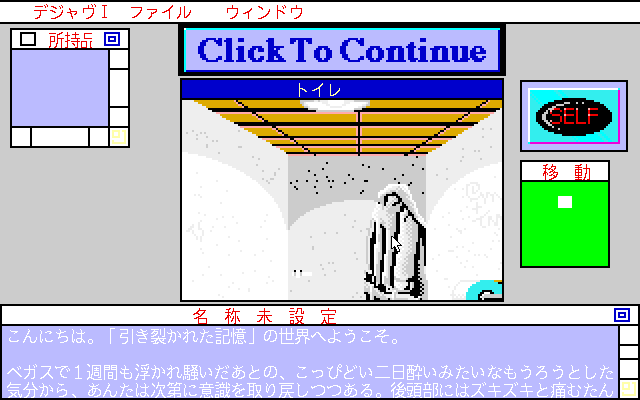 デジャヴⅠ ファイル ウィンドウ
所持品
Click To Continue
トイレ
SELF
移動
名称未設定
こんにちは。「引き裂かれた記憶」の世界へようこそ。
ベガスで1週間も浮かれ騒いだあとの、こっぴどい二日酔いみたいなもうろうとした
気分から、あんたは次第に意識を取り戻しつつある。後頭部にはズキズキと痛むたん